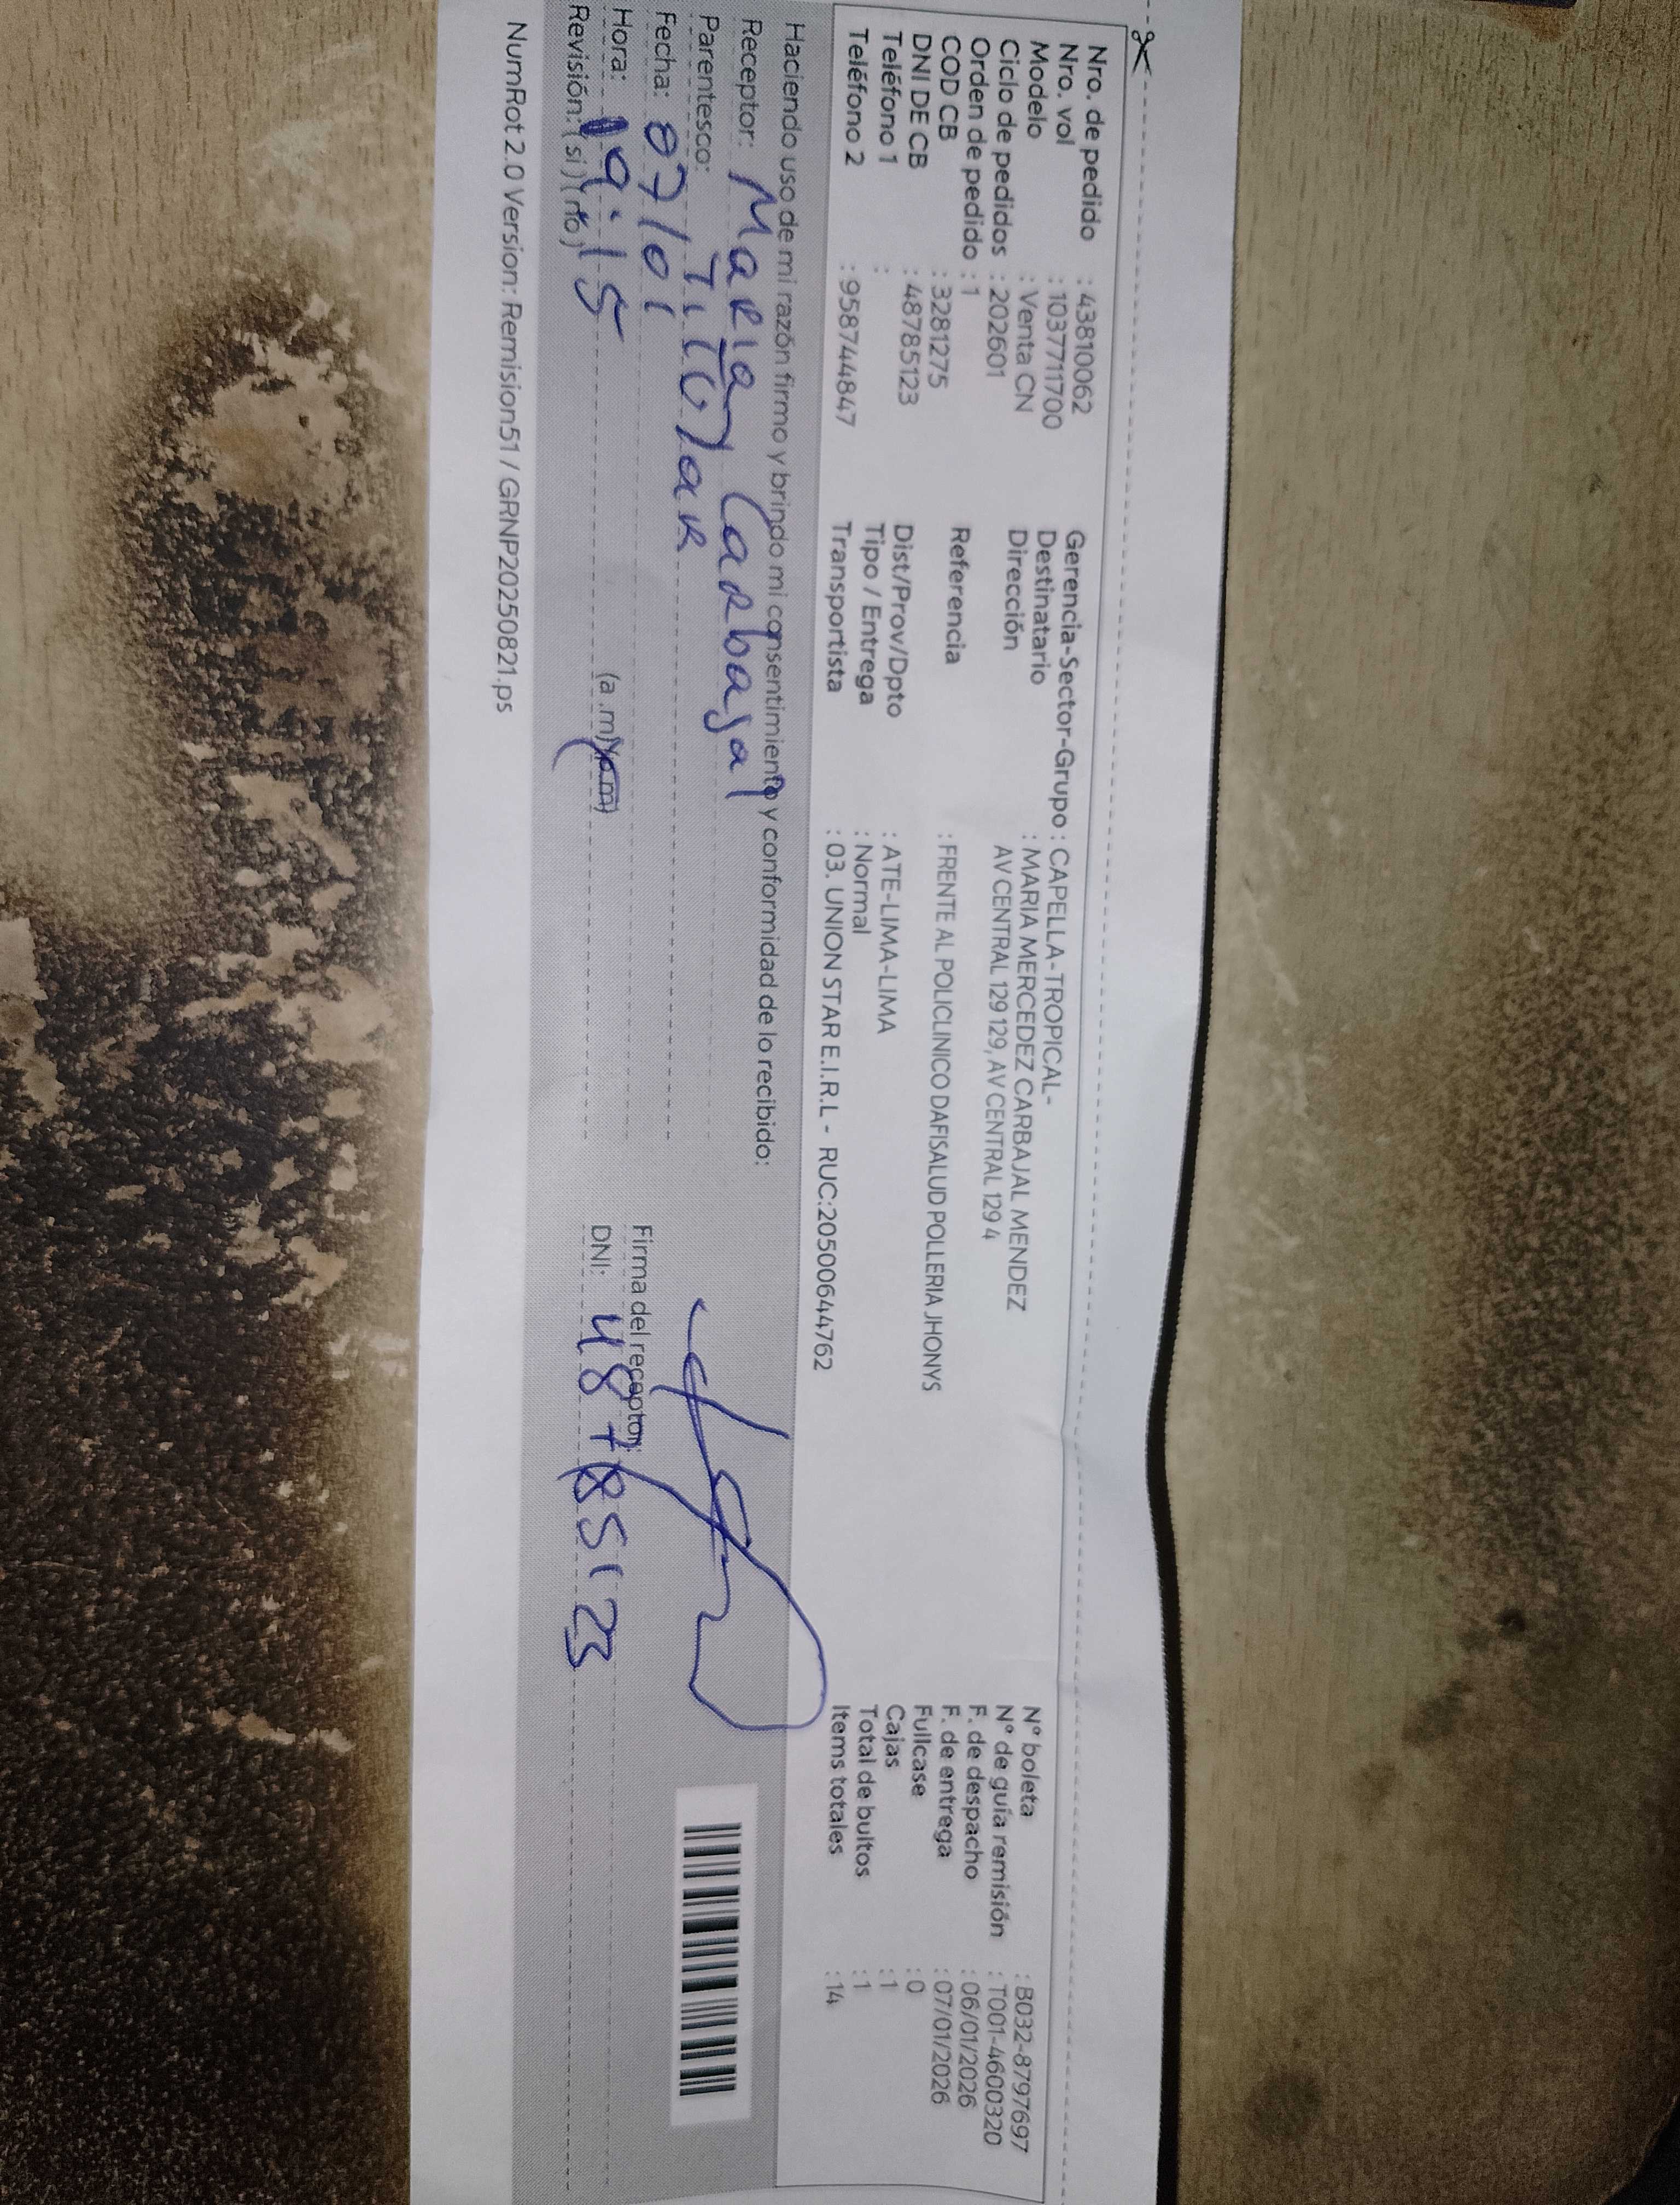 Nro. de pedido : 43810062
Nro. vol : 1037711700
Modelo : Venta CN
Ciclo de pedidos : 202601
Orden de pedido : 1
COD CB : 3281275
DNI DE CB : 48785123
Teléfono 1 :
Teléfono 2 : 958744847
Gerencia-Sector-Grupo : CAPELLA-TROPICAL-
Destinatario : MARIA MERCEDEZ CARBAJAL MENDEZ
Dirección AV CENTRAL 129 129, AV CENTRAL 129 4
Referencia : FRENTE AL POLICLINICO DAFISALUD POLLERIA JHONYS
Dist/Prov/Dpto : ATE-LIMA-LIMA
Tipo / Entrega : Normal
Transportista : 03. UNION STAR E.I.R.L - RUC:20500644762
N° boleta : B032-8797697
N° de guía remisión : T001-4600320
F. de despacho : 06/01/2026
F. de entrega : 07/01/2026
Fullcase : 0
Cajas : 1
Total de bultos : 1
Items totales : 14
Haciendo uso de mi razón firmo y brindo mi consentimiento y conformidad de lo recibido:
Receptor: Maria Carbajal
Parentesco: Titular
Fecha: 07/01
Hora: 9:15 (a .m) (p.m)
Revisión: ( si ) ( no )
Firma del receptor:
DNI: 48785123
NumRot 2.0 Version: Remision51 / GRNP20250821.ps